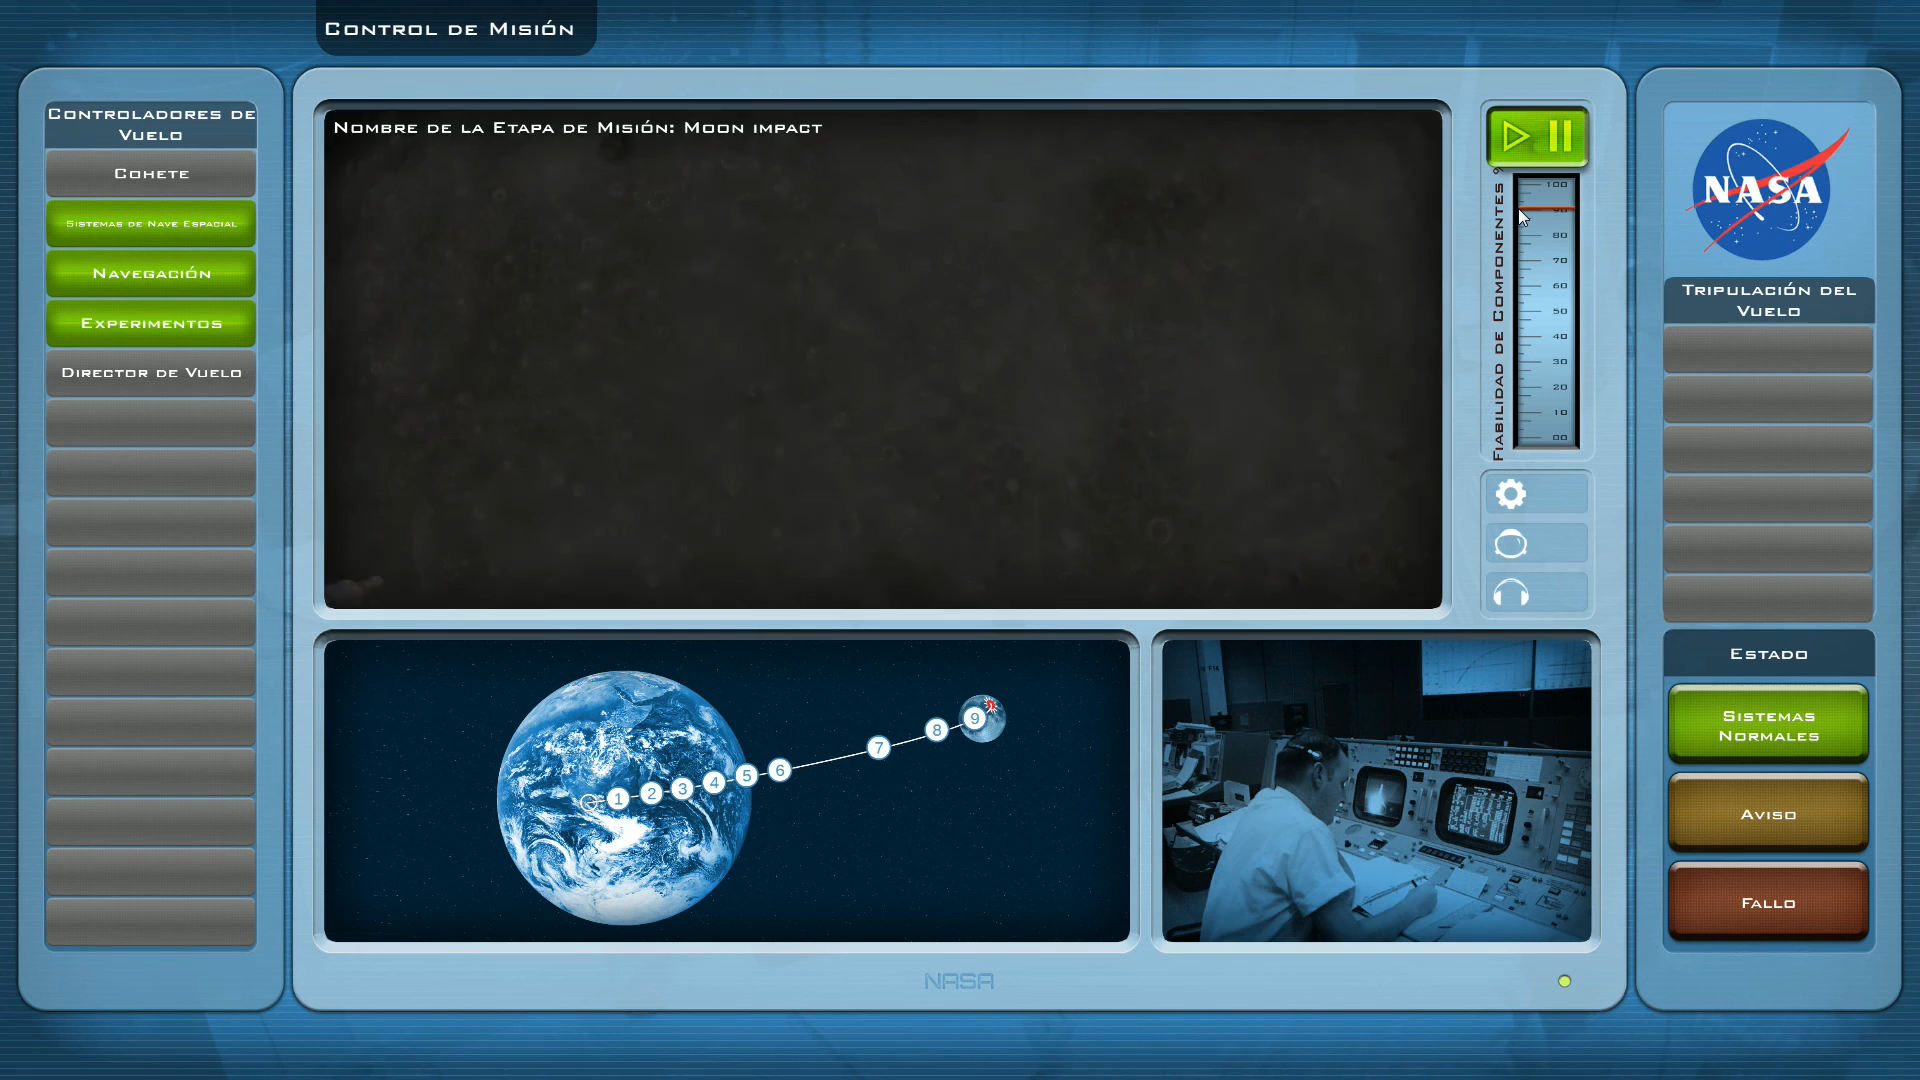 Control de Misión
Controladores de
Vuelo
Cohete
Sistemas de Nave Espacial
Navegación
Experimentos
Director de Vuelo
Nombre de la Etapa de Misión: Moon impact
Fiabilidad de Componentes %
100
90
80
70
60
50
40
30
20
10
00
NASA
Tripulación del
Vuelo
Estado
Sistemas
Normales
Aviso
Fallo
1
2
3
4
5
6
7
8
9
NASA